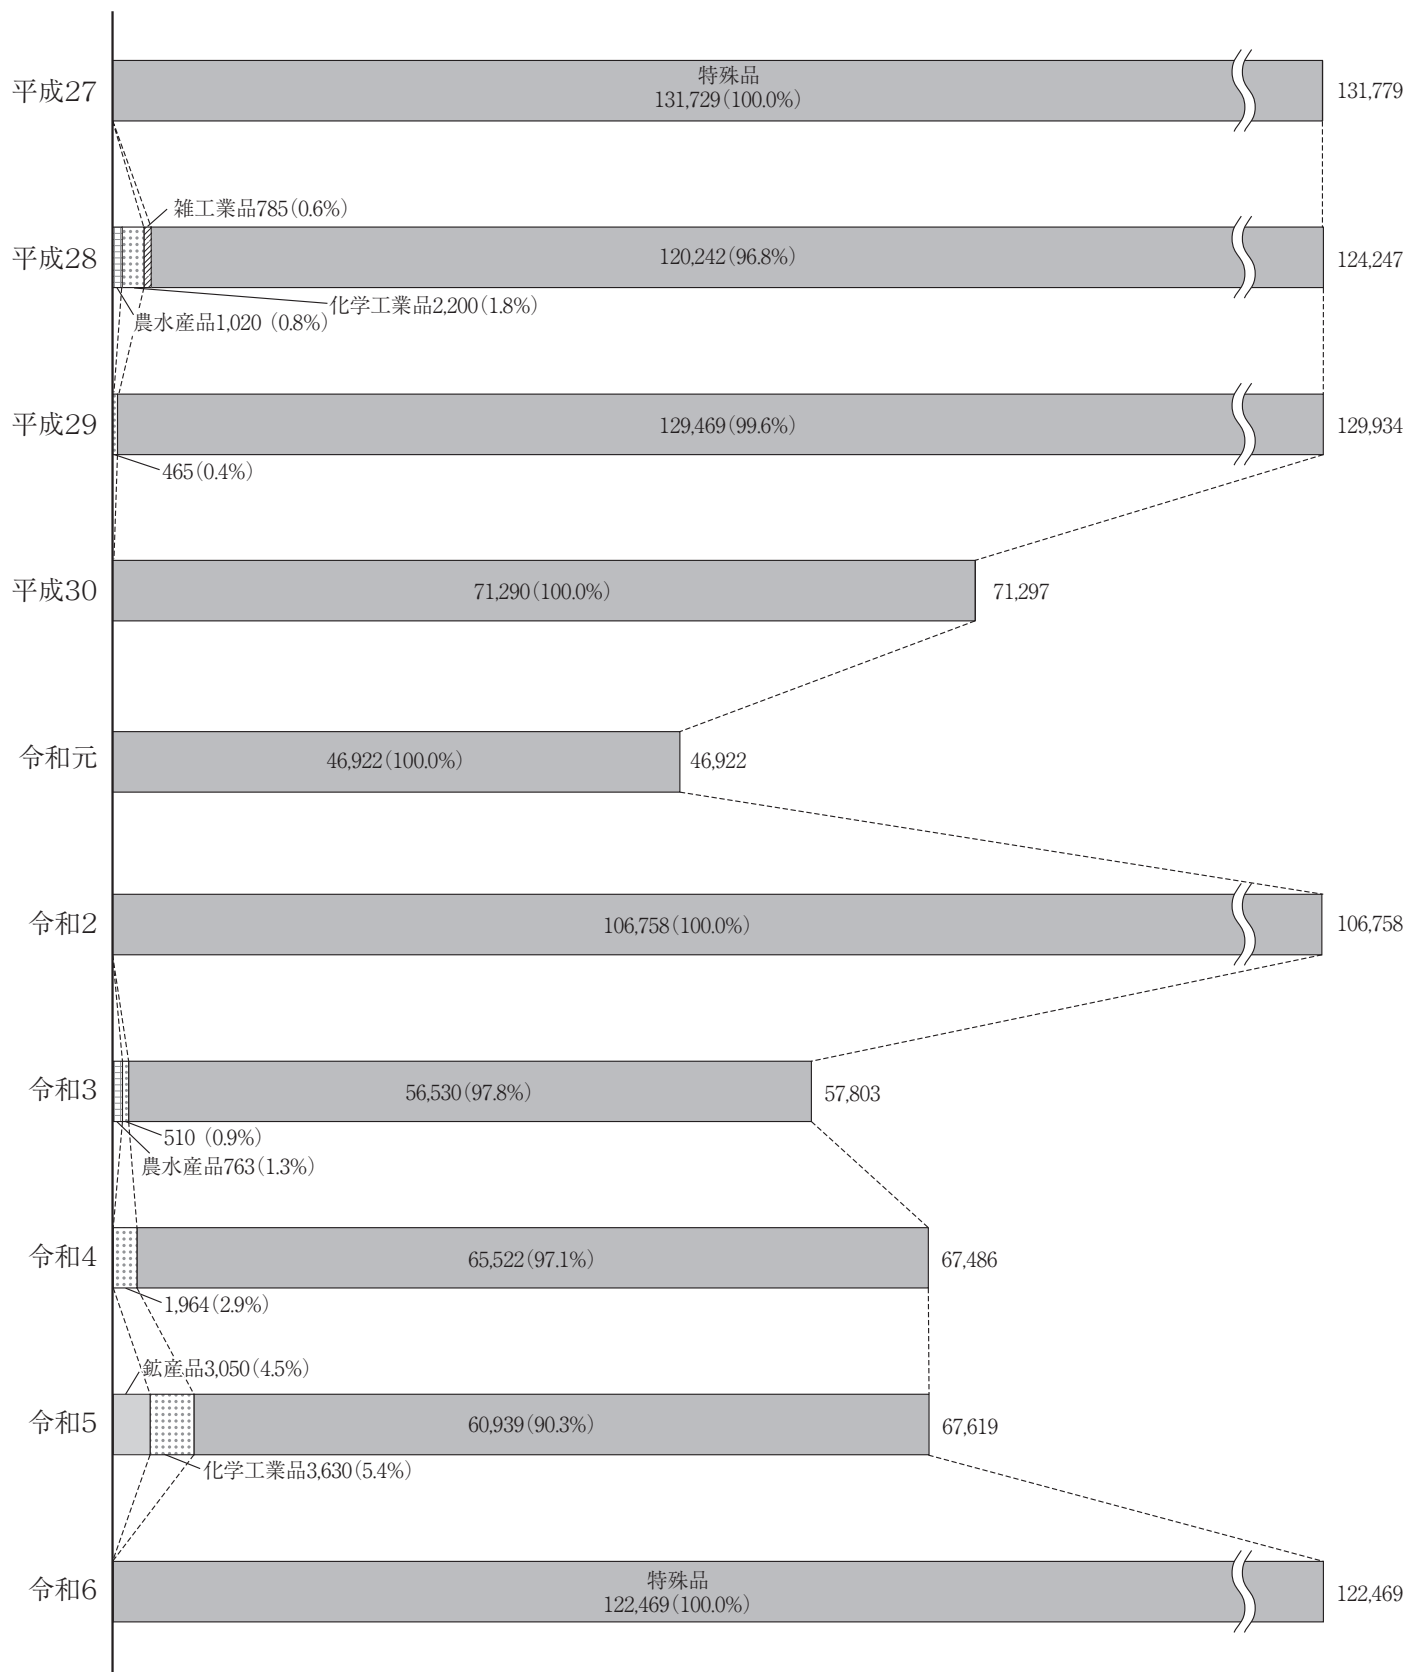 特殊品
平成27
131,729(100.0%)
131,779
雑工業品785(0.6%)
平成28
120,242(96.8%)
124,247
化学工業品2,200(1.8%)
農水産品1,020 (0.8%)
平成29
129,469(99.6%)
129,934
465(0.4%)
平成30
71,290(100.0%)
71,297
令和元
46,922(100.0%)
46,922
令和2
106,758(100.0%)
106,758
令和3
56,530(97.8%)
57,803
510 (0.9%)
農水産品763(1.3%)
令和4
65,522(97.1%)
67,486
1,964(2.9%)
鉱産品3,050(4.5%)
令和5
60,939(90.3%)
67,619
化学工業品3,630(5.4%)
特殊品
令和6
122,469(100.0%)
122,469